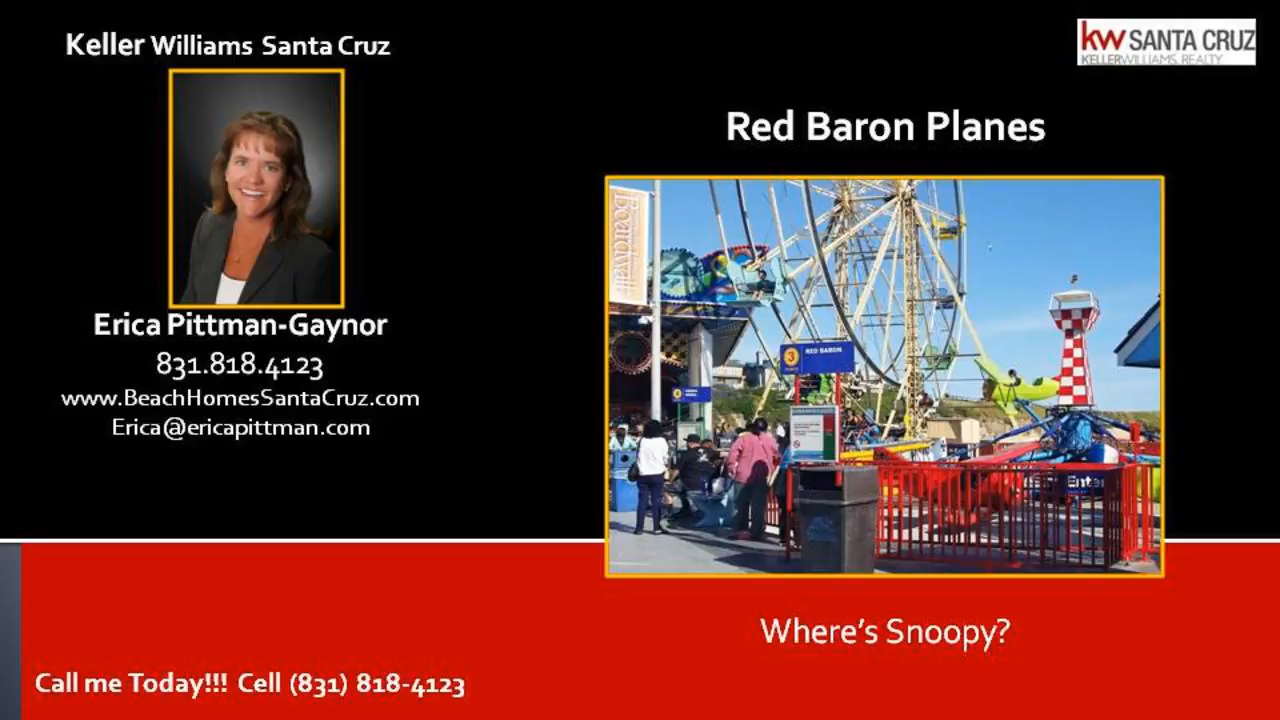 Keller Williams Santa Cruz
kw SANTA CRUZ
KELLERWILLIAMS. REALTY
Red Baron Planes
Boardwalk
3 RED BARON
Enter
Erica Pittman-Gaynor
831.818.4123
www.BeachHomesSantaCruz.com
Erica@ericapittman.com
Where's Snoopy?
Call me Today!!! Cell (831) 818-4123